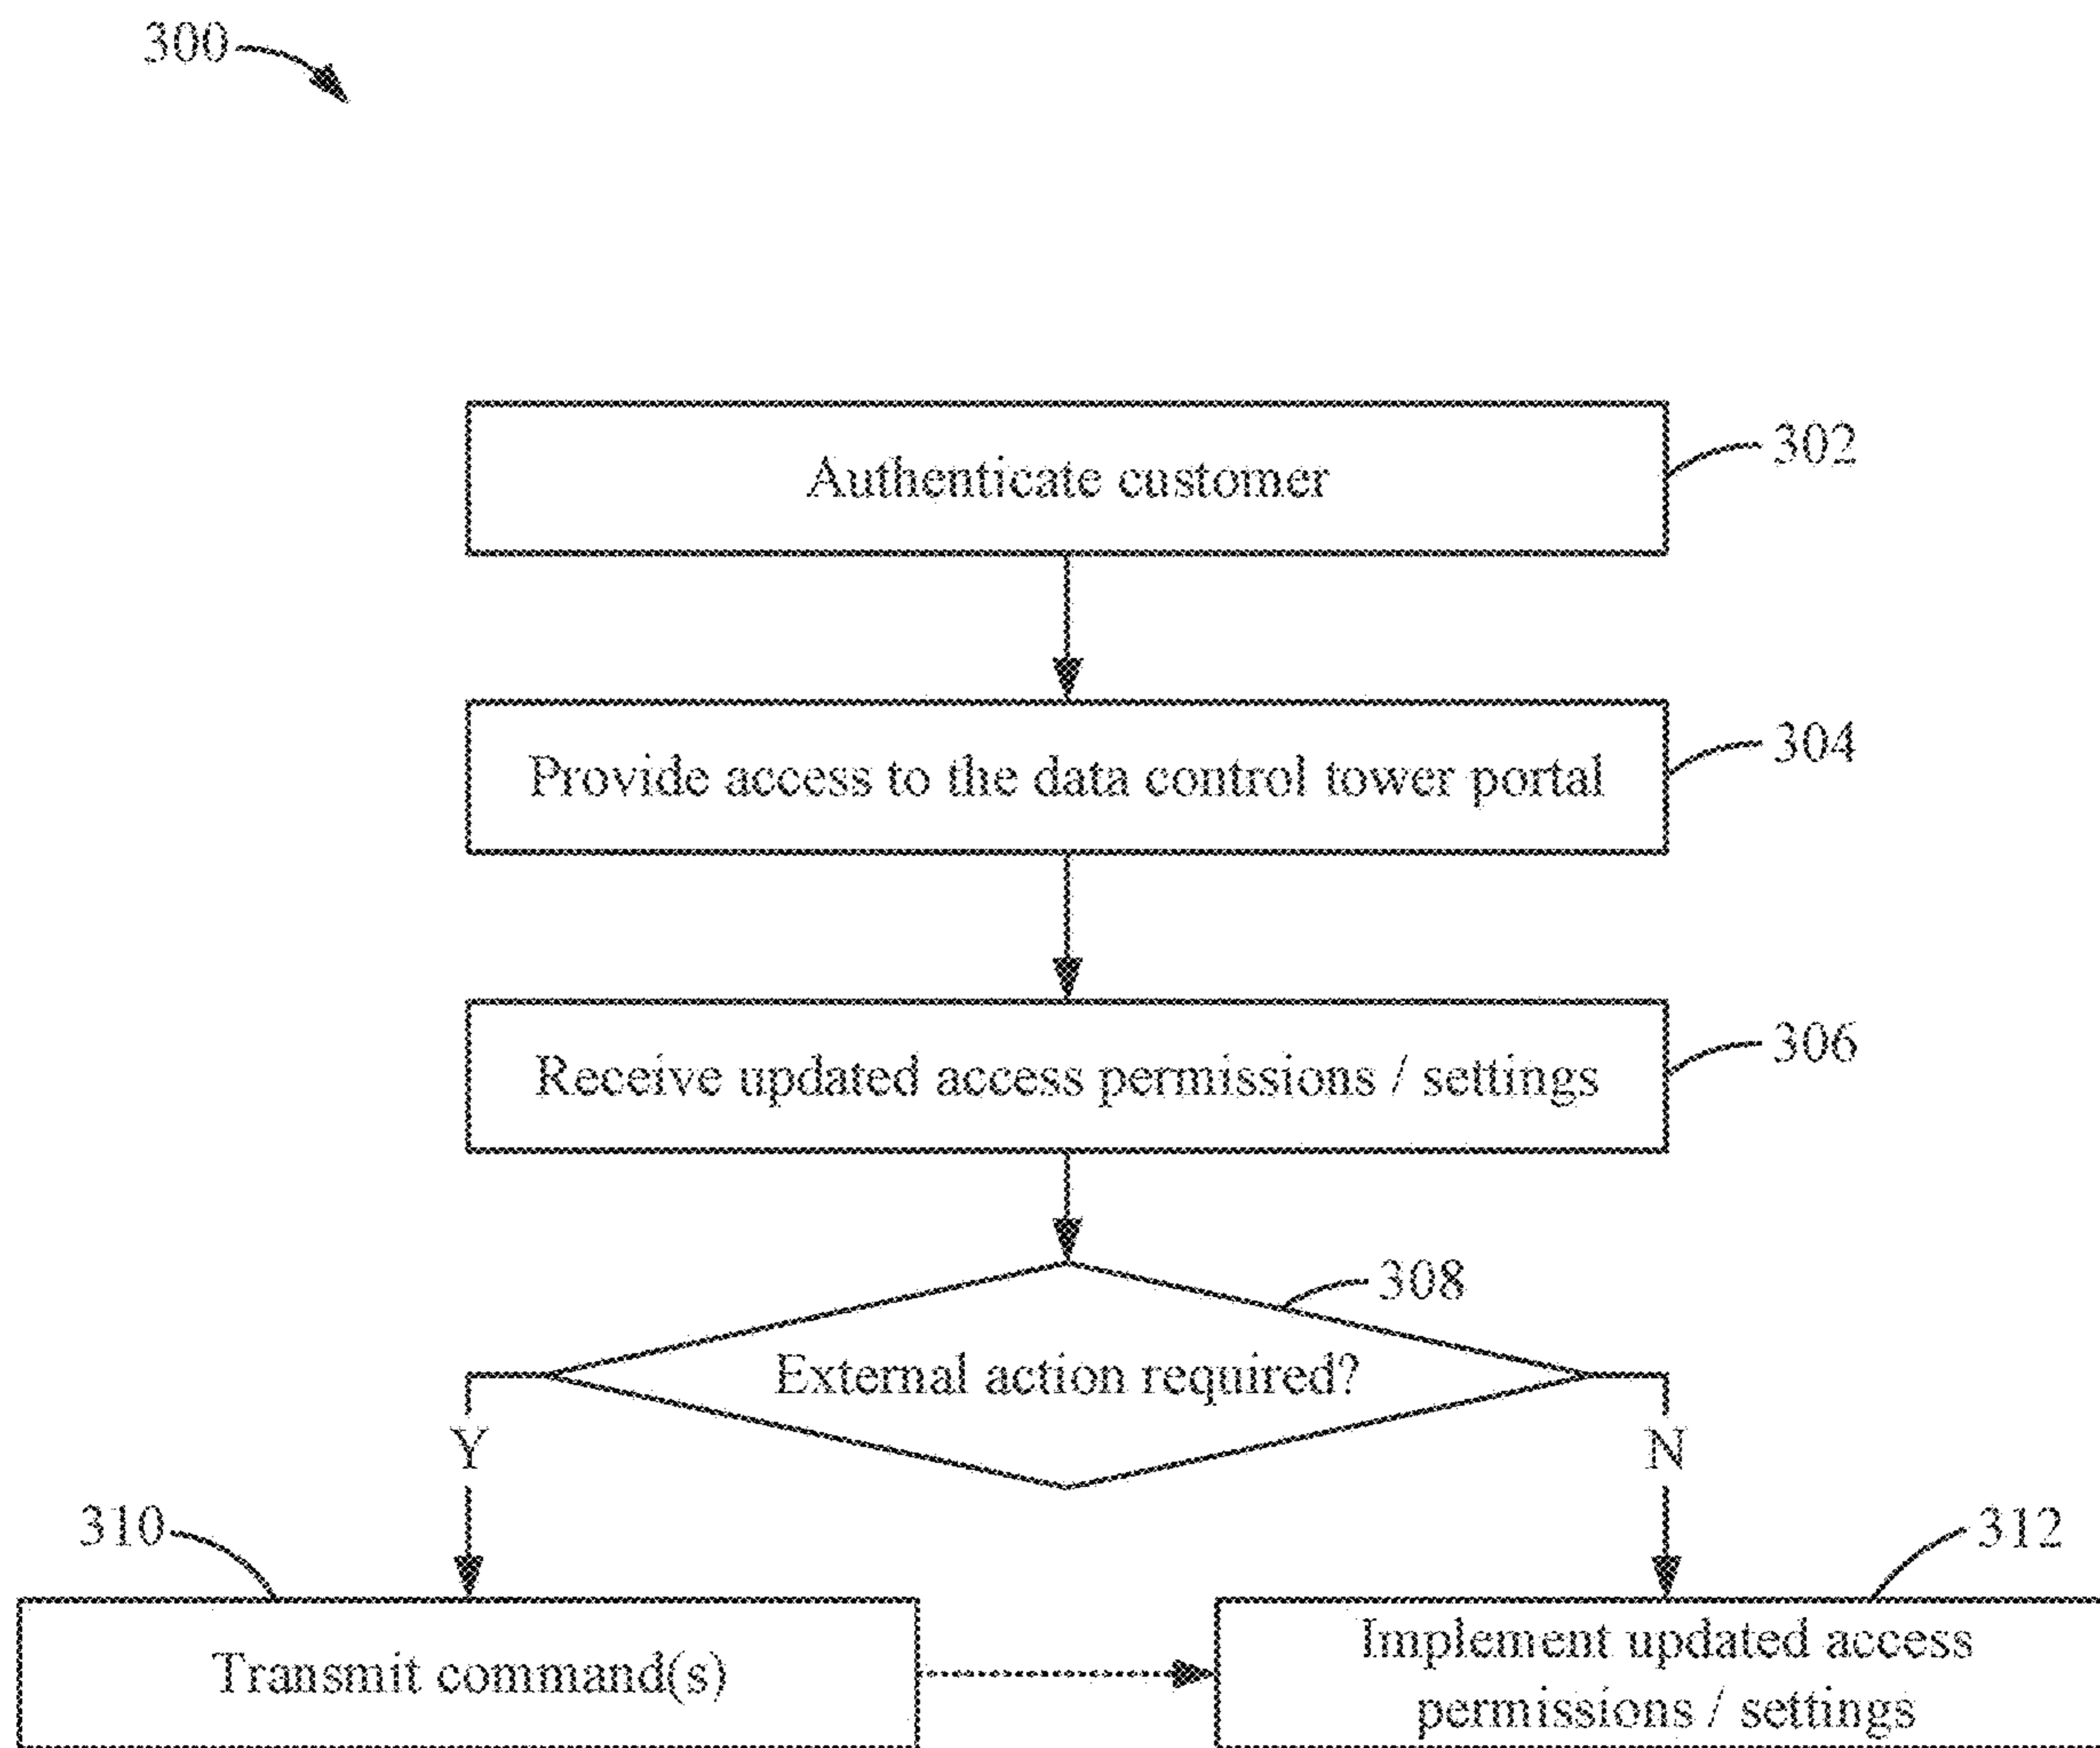 300
Authenticate customer
302
Provide access to the data control tower portal
304
Receive updated access permissions / settings
306
308
External action required?
Y
N
310
312
Transmit command(s)
Implement updated access
permissions / settings